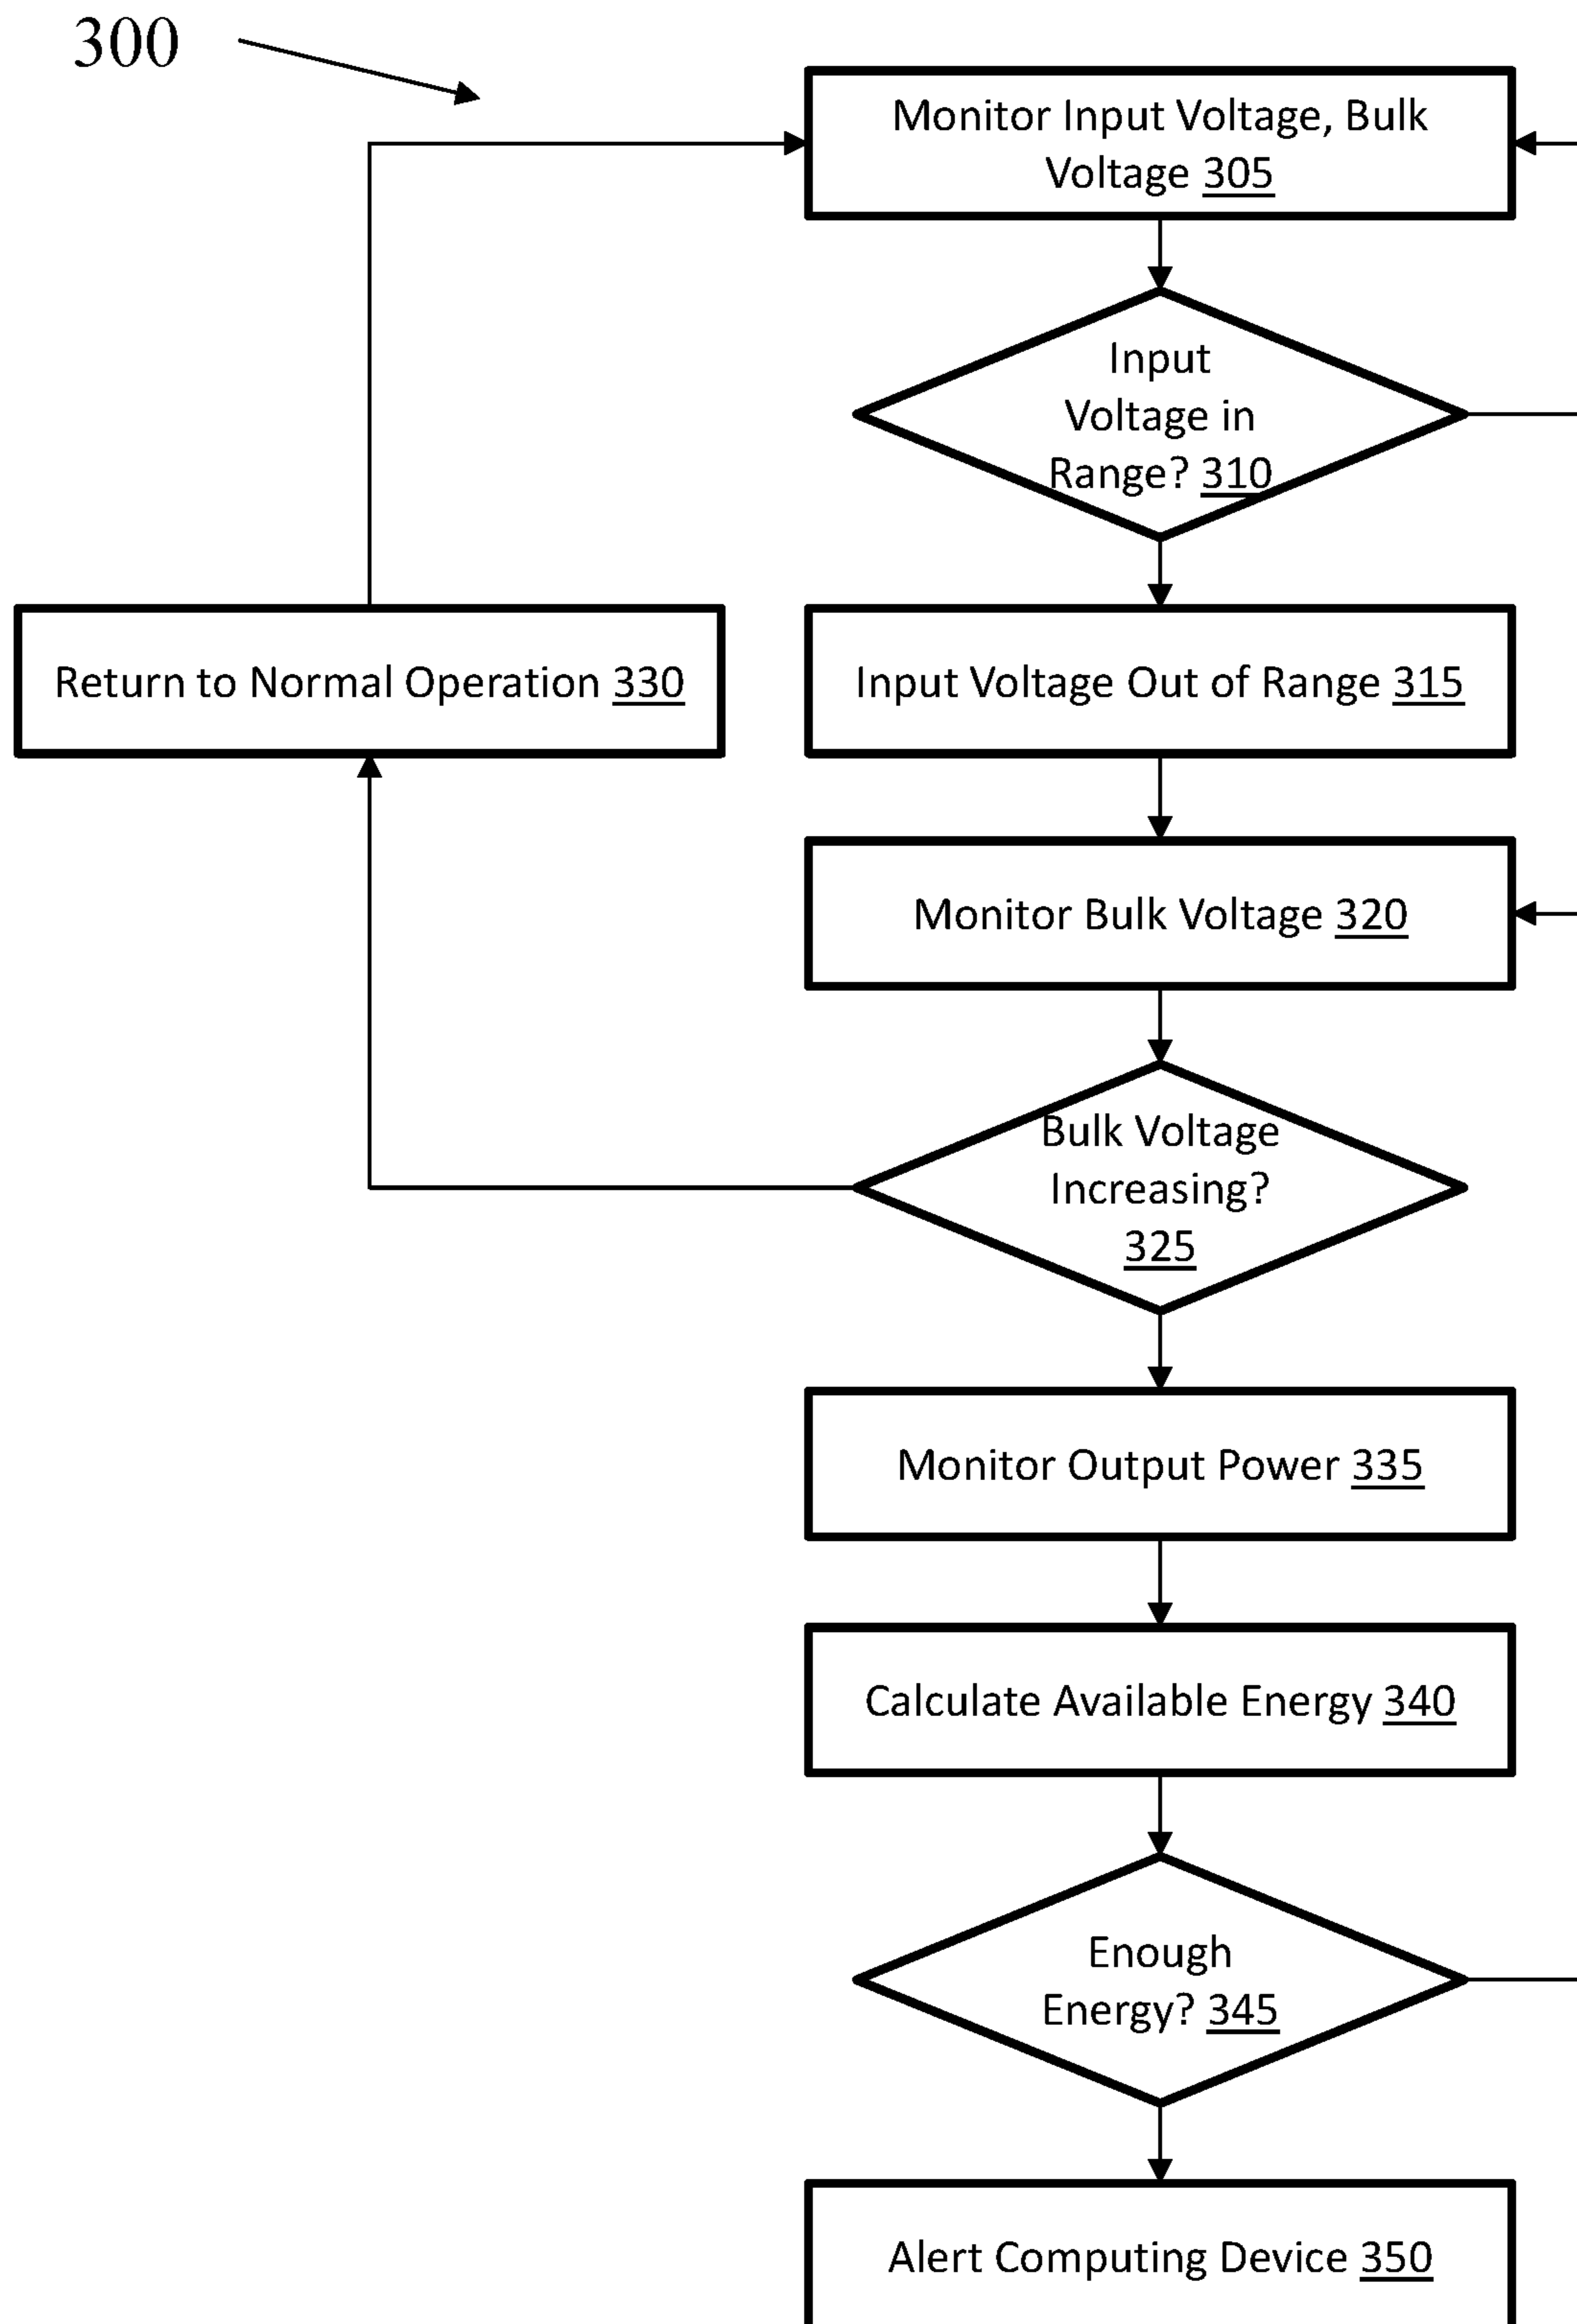 300
Monitor Input Voltage, Bulk
Voltage 305
Input
Voltage in
Range? 310
Return to Normal Operation 330
Input Voltage Out of Range 315
Monitor Bulk Voltage 320
Bulk Voltage
Increasing?
325
Monitor Output Power 335
Calculate Available Energy 340
Enough
Energy? 345
Alert Computing Device 350